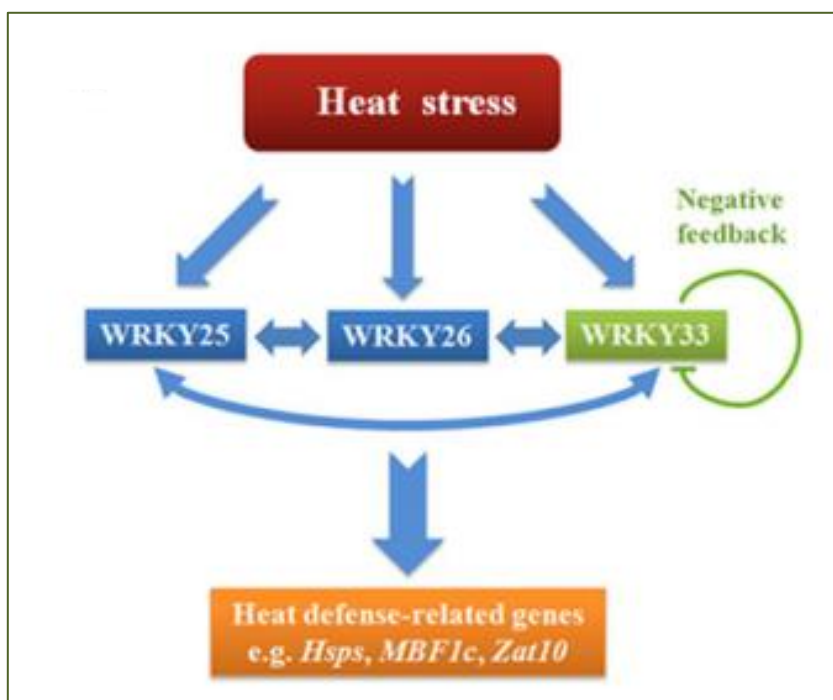 Heat stress
Negative
feedback
WRKY25
WRKY26
WRKY33
Heat defense-related genes
e.g. Hsps, MBF1c, Zat10